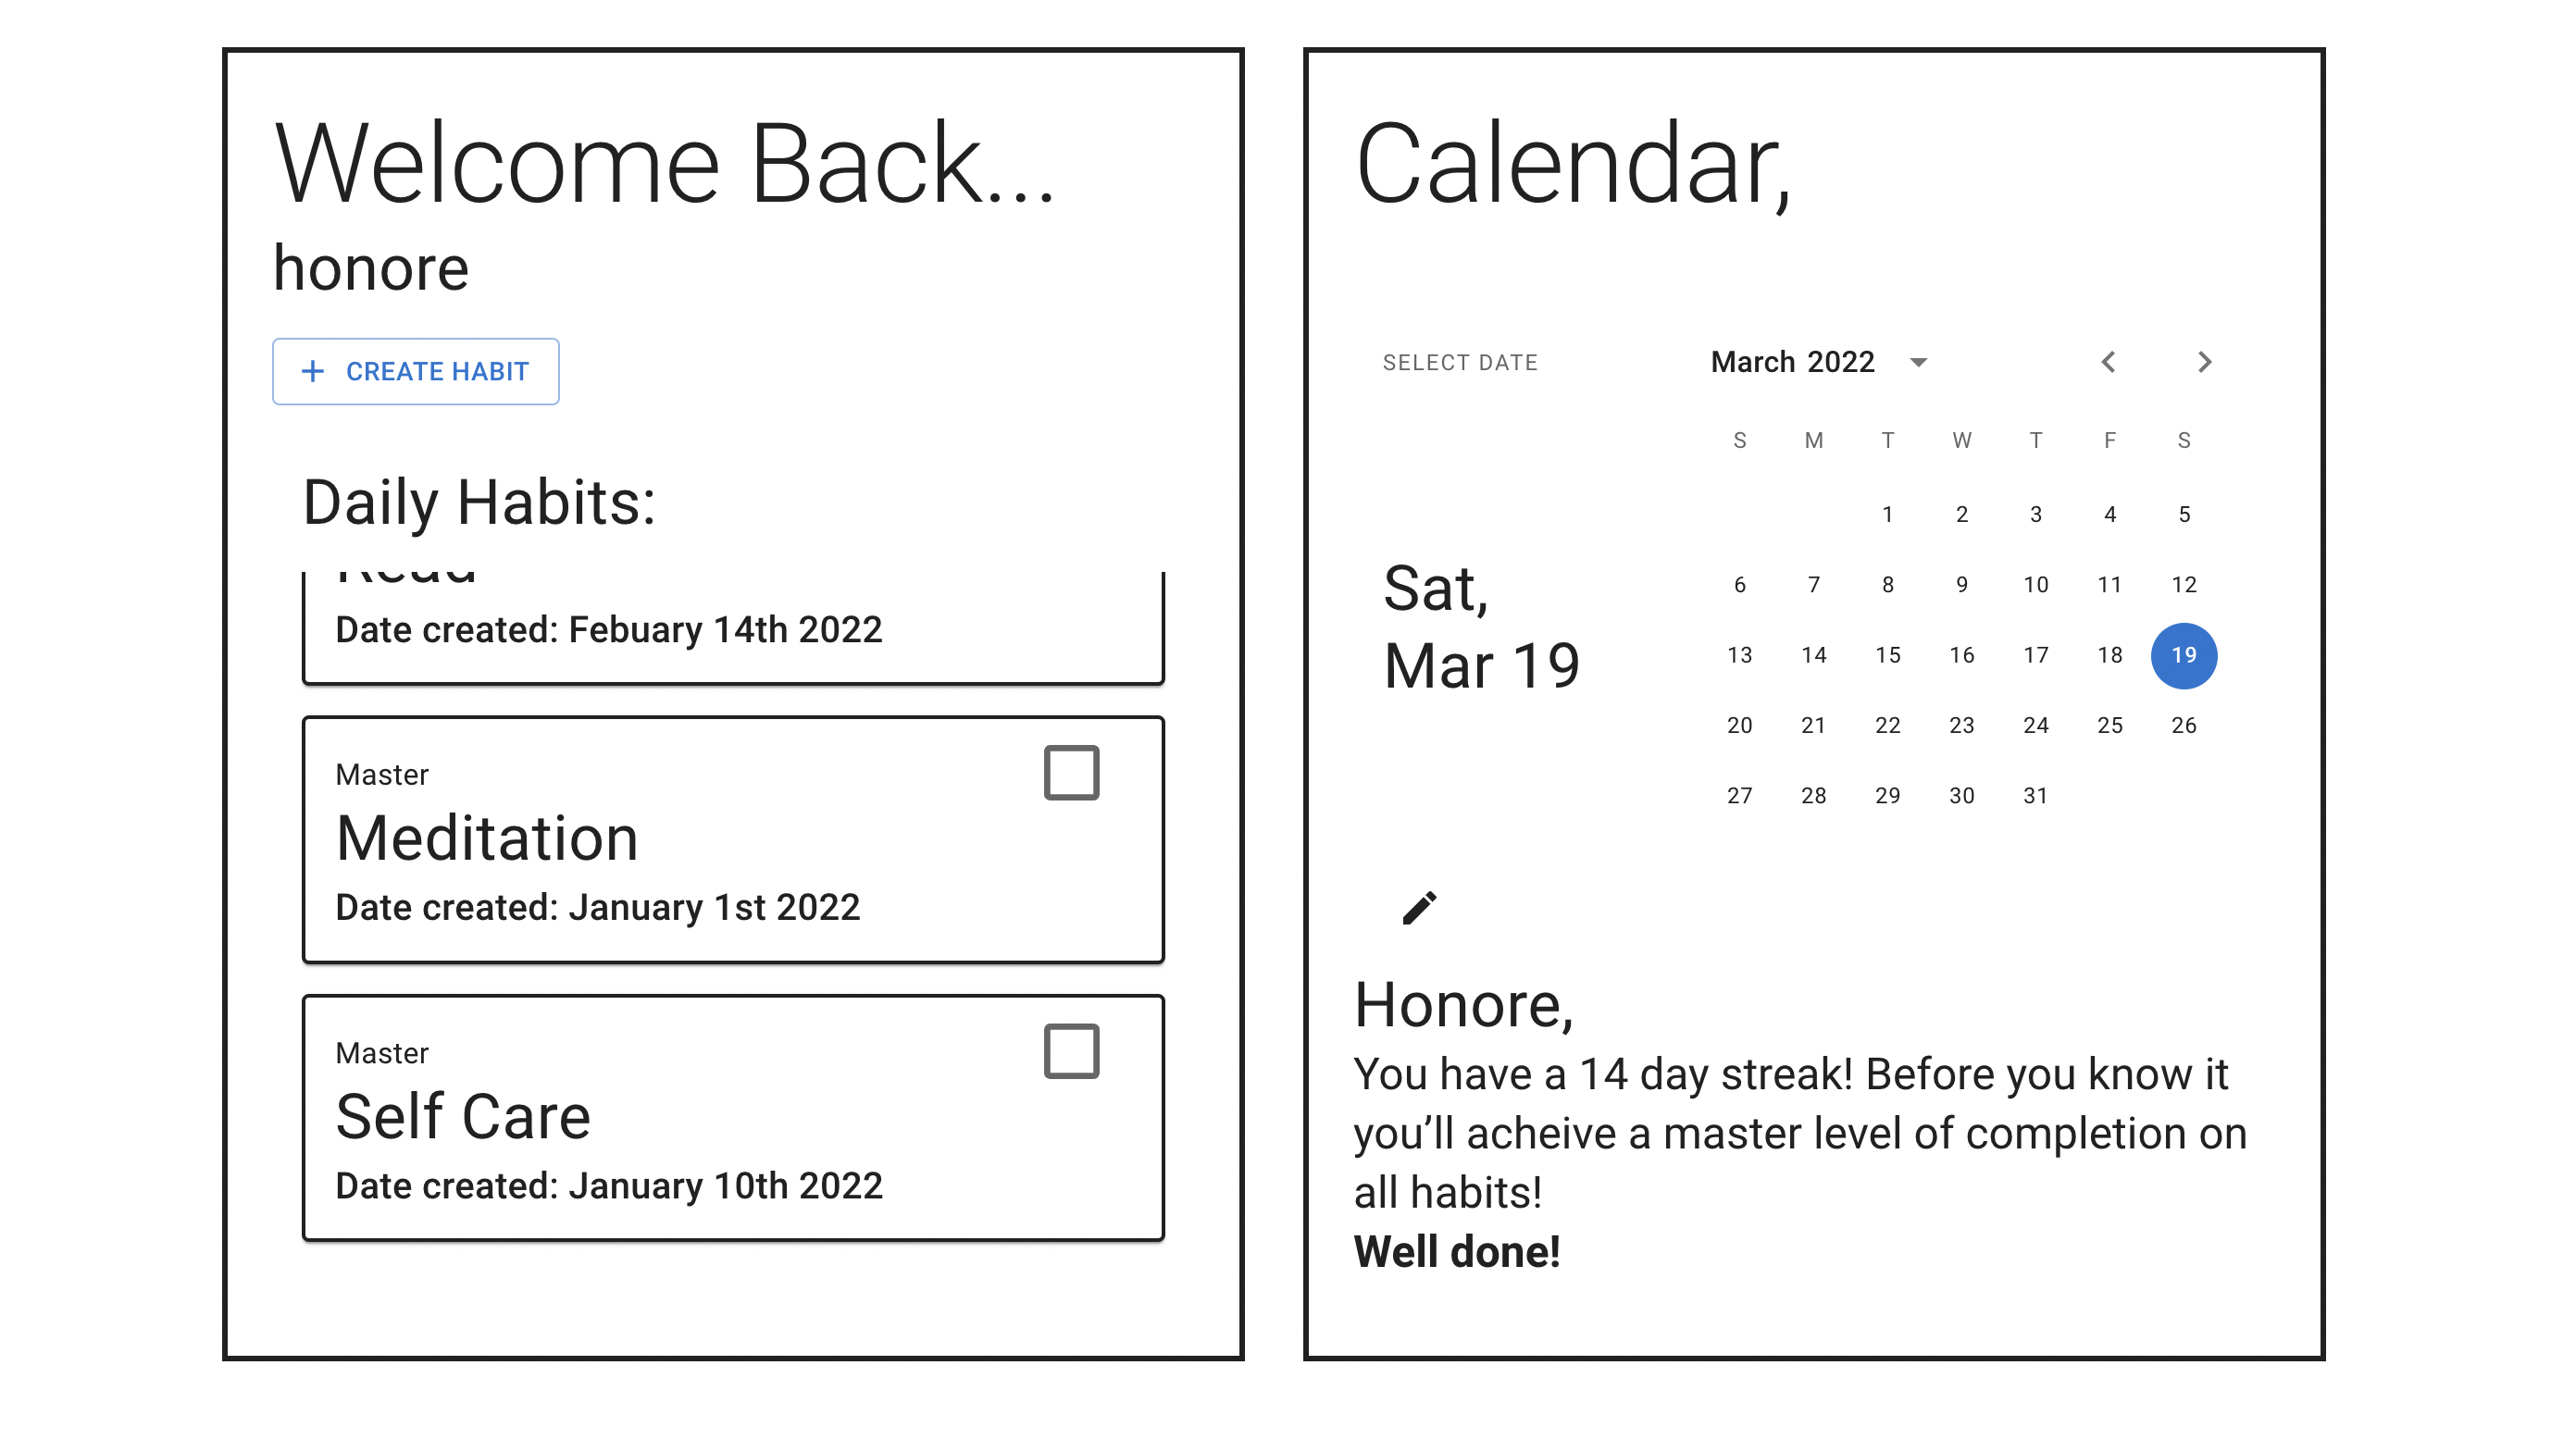 Welcome Back...
honore
+ CREATE HABIT
Daily Habits:
Read
Date created: Febuary 14th 2022
Master
Meditation
Date created: January 1st 2022
Master
Self Care
Date created: January 10th 2022
Calendar,
SELECT DATE
March 2022
S M T W T F S
1 2 3 4 5
Sat,
6 7 8 9 10 11 12
Mar 19
13 14 15 16 17 18 19
20 21 22 23 24 25 26
27 28 29 30 31
Honore,
You have a 14 day streak! Before you know it
you’ll acheive a master level of completion on
all habits!
Well done!